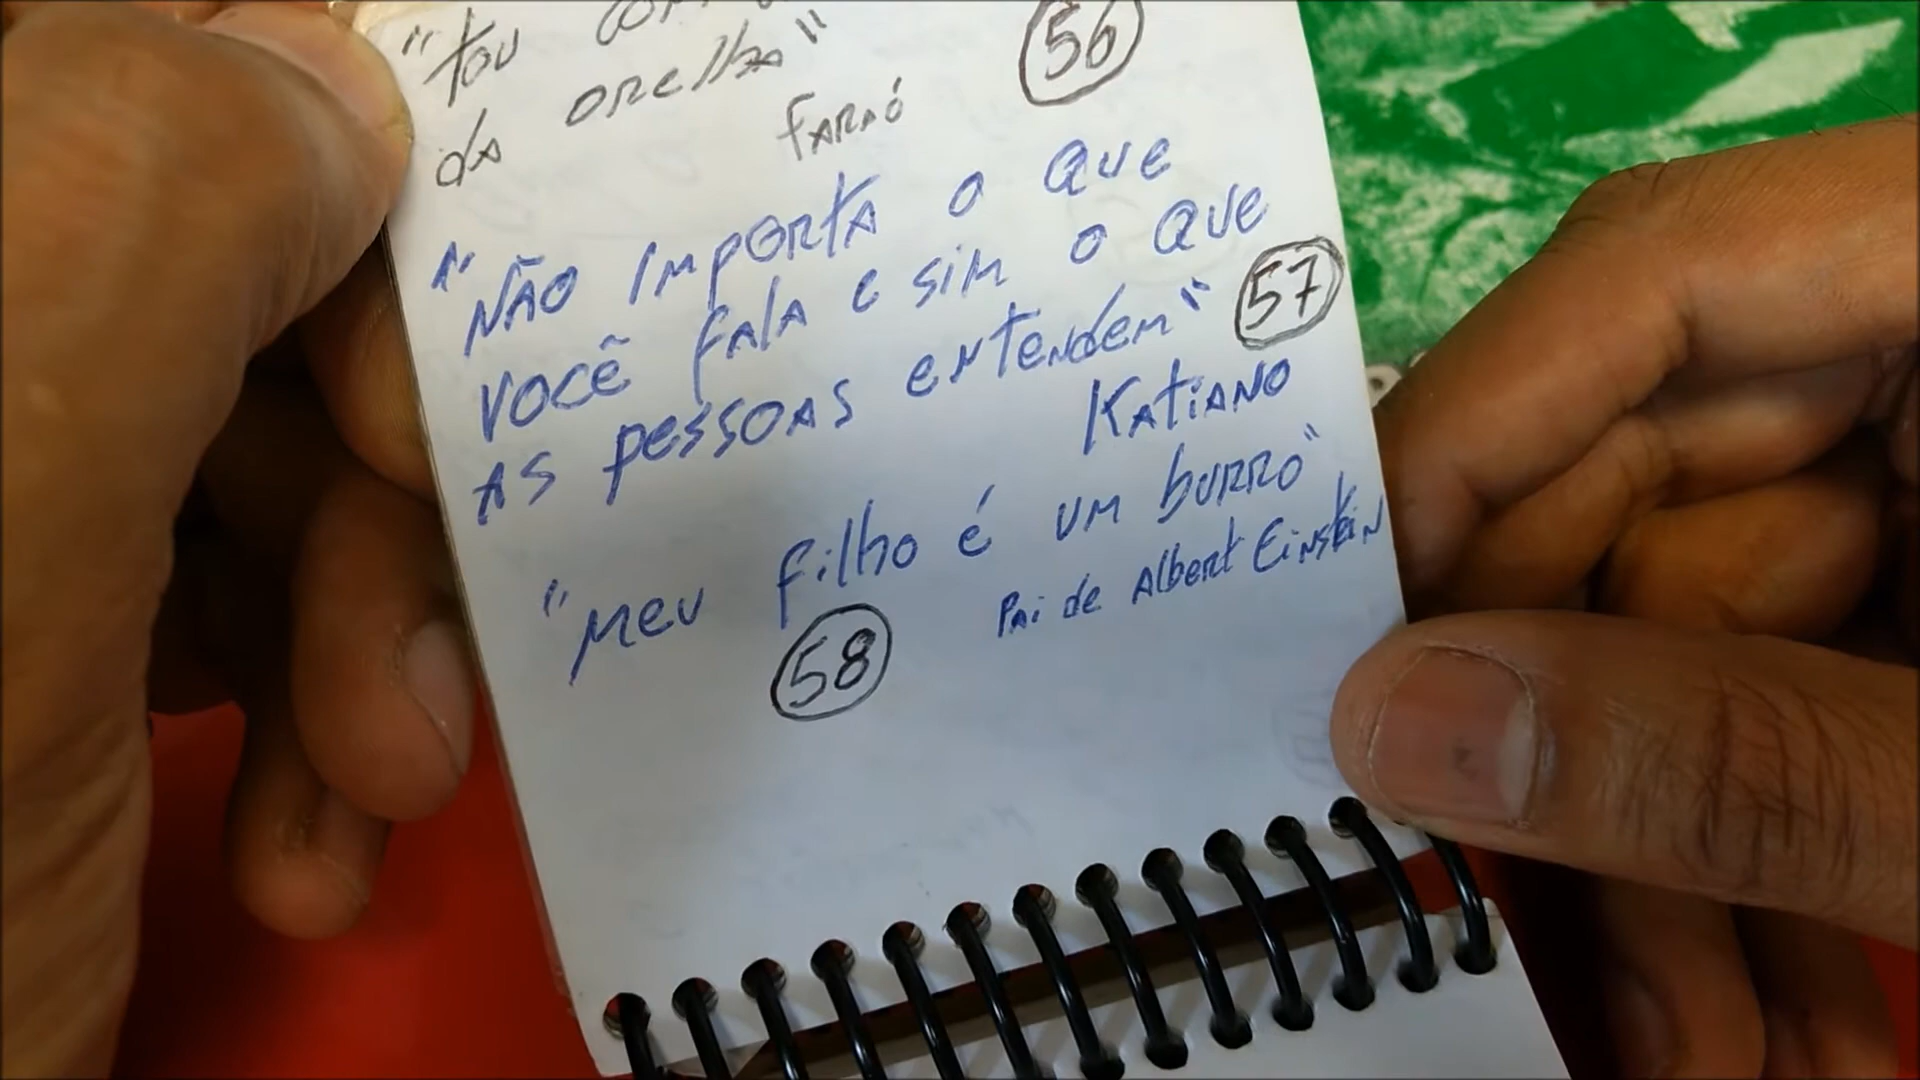 "tou
da orelha" 56
FARAÓ
"NÃO IMPORTA O QUE
VOCÊ FALA E SIM O QUE
AS PESSOAS ENTENDEM" 57
KATIANO
"MEU filho é um burro"
58 Pai de Albert Einstein